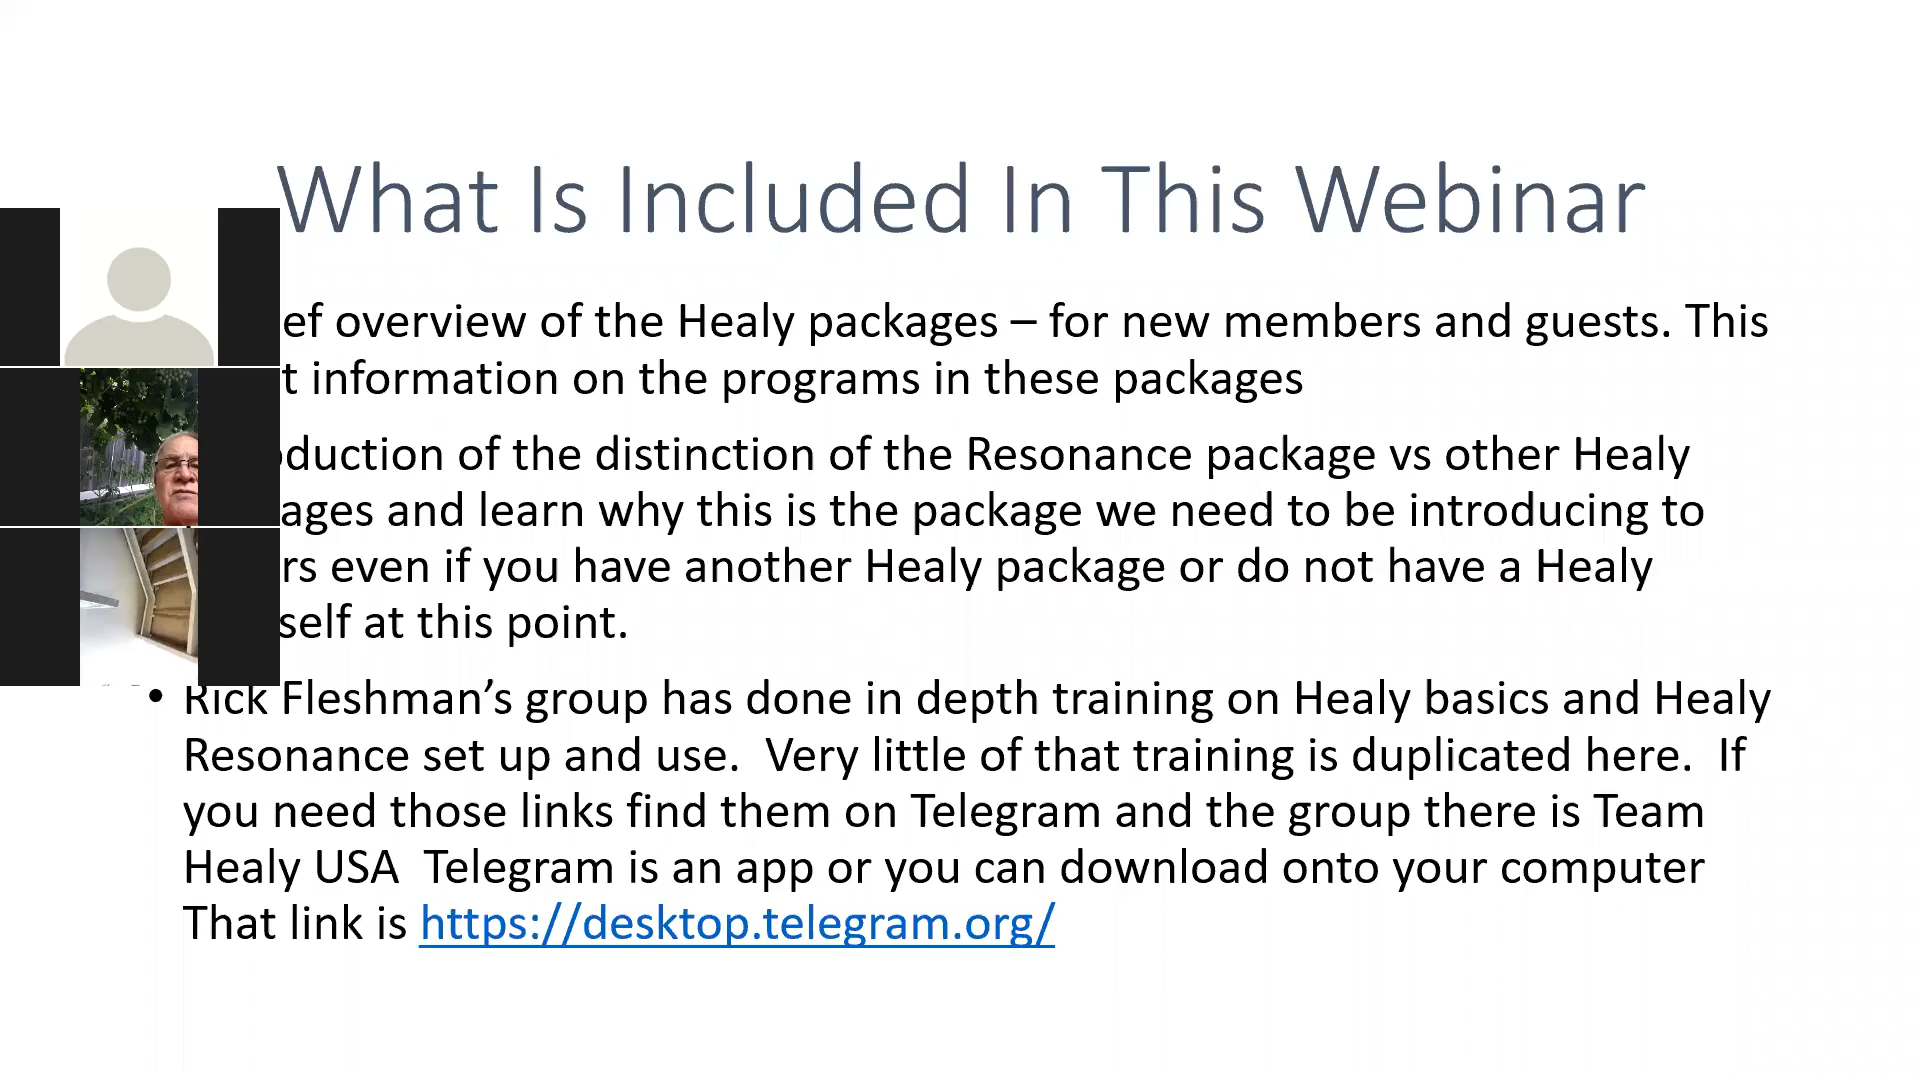 What Is Included In This Webinar
ef overview of the Healy packages – for new members and guests. This
t information on the programs in these packages
oduction of the distinction of the Resonance package vs other Healy
ages and learn why this is the package we need to be introducing to
rs even if you have another Healy package or do not have a Healy
self at this point.
• Rick Fleshman’s group has done in depth training on Healy basics and Healy
Resonance set up and use.  Very little of that training is duplicated here.  If
you need those links find them on Telegram and the group there is Team
Healy USA  Telegram is an app or you can download onto your computer
That link is https://desktop.telegram.org/